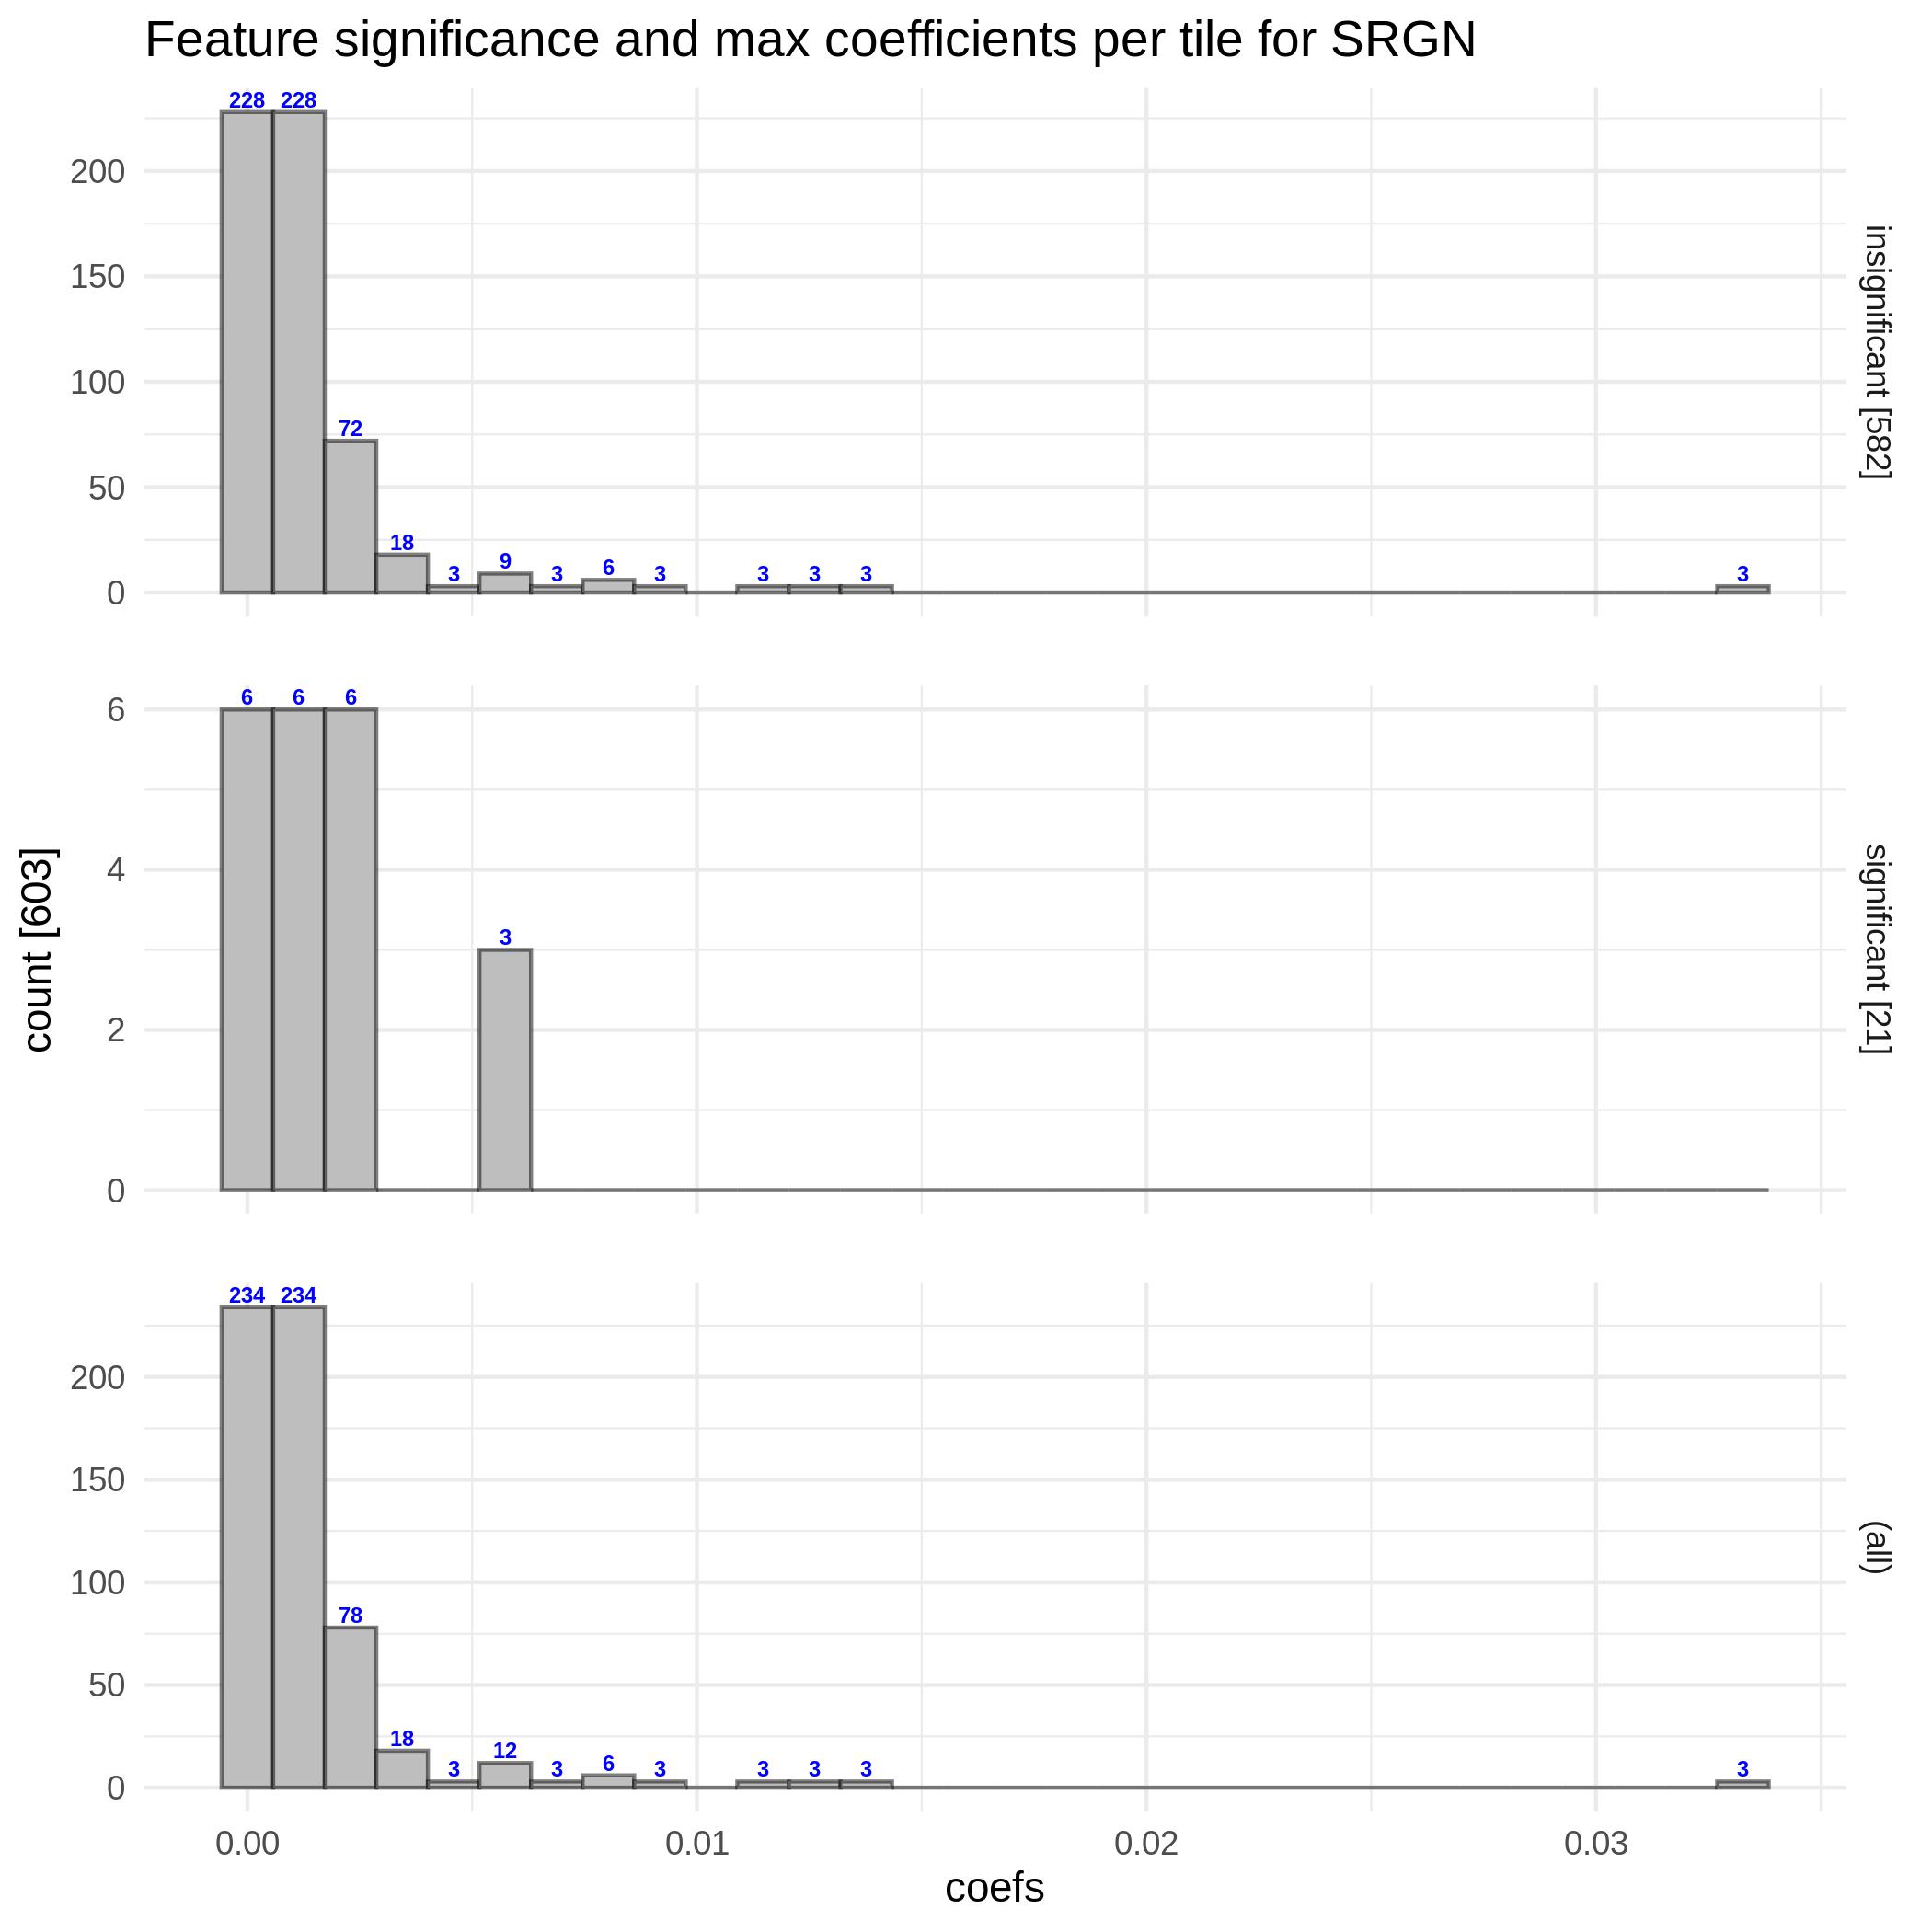 Feature significance and max coefficients per tile for SRGN
228 228
72
18
3 9 3 6 3 3 3 3 3
200
150
100
50
0
insignificant [582]
6 6 6
3
6
4
2
0
significant [21]
count [603]
234 234
78
18
3 12 3 6 3 3 3 3 3
200
150
100
50
0
(all)
0.00 0.01 0.02 0.03
coefs